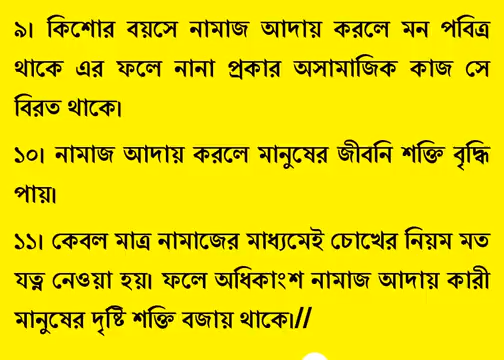 ৯। কিশোর বয়সে নামাজ আদায় করলে মন পবিত্র
থাকে এর ফলে নানা প্রকার অসামাজিক কাজ সে
বিরত থাকে।
১০। নামাজ আদায় করলে মানুষের জীবনি শক্তি বৃদ্ধি
পায়।
১১। কেবল মাত্র নামাজের মাধ্যমেই চোখের নিয়ম মত
যত্ন নেওয়া হয়। ফলে অধিকাংশ নামাজ আদায় কারী
মানুষের দৃষ্টি শক্তি বজায় থাকে।//